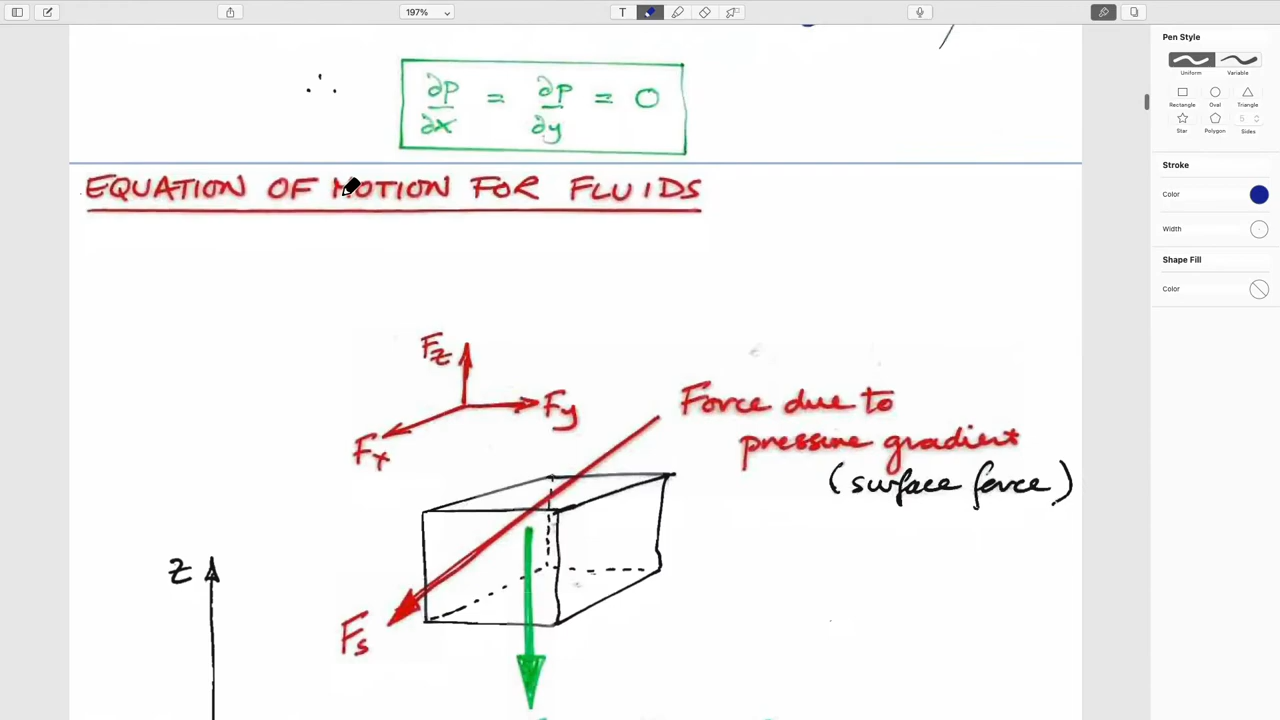 197%
T
Pen Style
Uniform
Variable
Rectangle
Oval
Triangle
Star
Polygon
5
Sides
Stroke
Color
Width
Shape Fill
Color
∴ ∂p/∂x = ∂p/∂y = 0
EQUATION OF MOTION FOR FLUIDS
Fz
Fy
Fx
Force due to
pressure gradient
(surface force)
Z
Fs